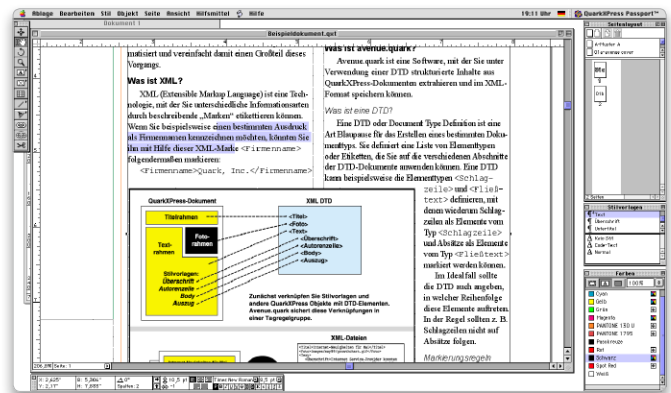 Ablage Bearbeiten Stil Objekt Seite Ansicht Hilfsmittel Hilfe
19:11 Uhr
QuarkXPress Passport™
Dokument 1
Beispieldokument.qxt
Seitenlayout
matisiert und vereinfacht damit einen Großteil dieses
Vorgangs.
Was ist XML?
XML (Extensible Markup Language) ist eine Tech-
nologie, mit der Sie unterschiedliche Informationsarten
durch beschreibende „Marken" etikettieren können.
Wenn Sie beispielsweise einen bestimmten Ausdruck
als Firmennamen kennzeichnen möchten, könnten Sie
ihn mit Hilfe dieser XML-Marke <Firmenname>
folgendermaßen markieren:
<Firmenname>Quark, Inc.</Firmenname>
Was ist avenue.quark?
Avenue.quark ist eine Software, mit der Sie unter
Verwendung einer DTD strukturierte Inhalte aus
QuarkXPress-Dokumenten extrahieren und im XML-
Format speichern können.
Was ist eine DTD?
Eine DTD oder Document Type Definition ist eine
Art Blaupause für das Erstellen eines bestimmten Doku-
menttyps. Sie definiert eine Liste von Elementtypen
oder Etiketten, die Sie auf die verschiedenen Abschnitte
der DTD-Dokumente anwenden können. Eine DTD
kann beispielsweise die Elementtypen <Schlag-
zeile> und <Fließ-
text> definieren, mit
denen wiederum Schlag-
zeilen als Elemente vom
Typ <Schlagzeile>
und Absätze als Elemente
vom Typ <Fließtext>
markiert werden können.
Im Idealfall sollte
die DTD auch angeben,
in welcher Reihenfolge
diese Elemente auftreten.
In der Regel sollten z. B.
Schlagzeilen nicht auf
Absätze folgen.
Markierungsregeln
QuarkXPress-Dokument
XML DTD
Titelrahmen
Text-
rahmen
Foto-
rahmen
Stilvorlagen:
Überschrift
Autorenzeile
Body
Auszug
<Titel>
<Foto>
<Text>
<Überschrift>
<Autorenzeile>
<Body>
<Auszug>
Zunächst verknüpfen Sie Stilvorlagen und
andere QuarkXPress Objekte mit DTD-Elementen.
Avenue.quark sichert diese Verknüpfungen in
einer Tagregelgruppe.
XML-Dateien
Stilvorlagen
Text
Überschrift
Untertitel
Kein Stil
Code-Text
Normal
Farben
100%
Cyan
Gelb
Grün
Magenta
PANTONE 130 U
PANTONE 1795
Passkreuze
Rot
Schwarz
Spot Red
Weiß
Seite: 1
Spalten: 2
Times New Roman